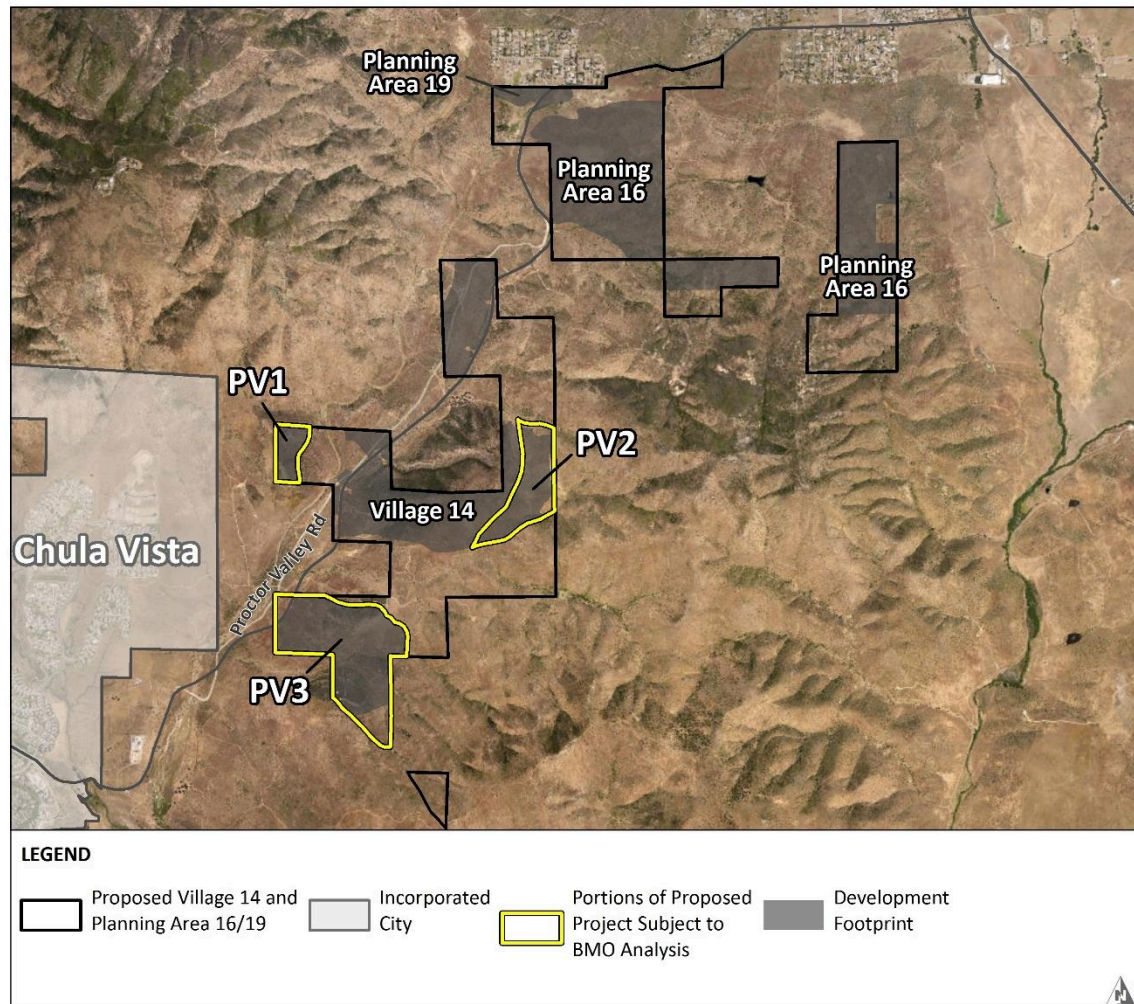 Planning
Area 19
Planning
Area 16
Planning
Area 16
PV1
PV2
Village 14
Chula Vista
Proctor Valley Rd
PV3
LEGEND
Proposed Village 14 and
Planning Area 16/19
Incorporated
City
Portions of Proposed
Project Subject to
BMO Analysis
Development
Footprint